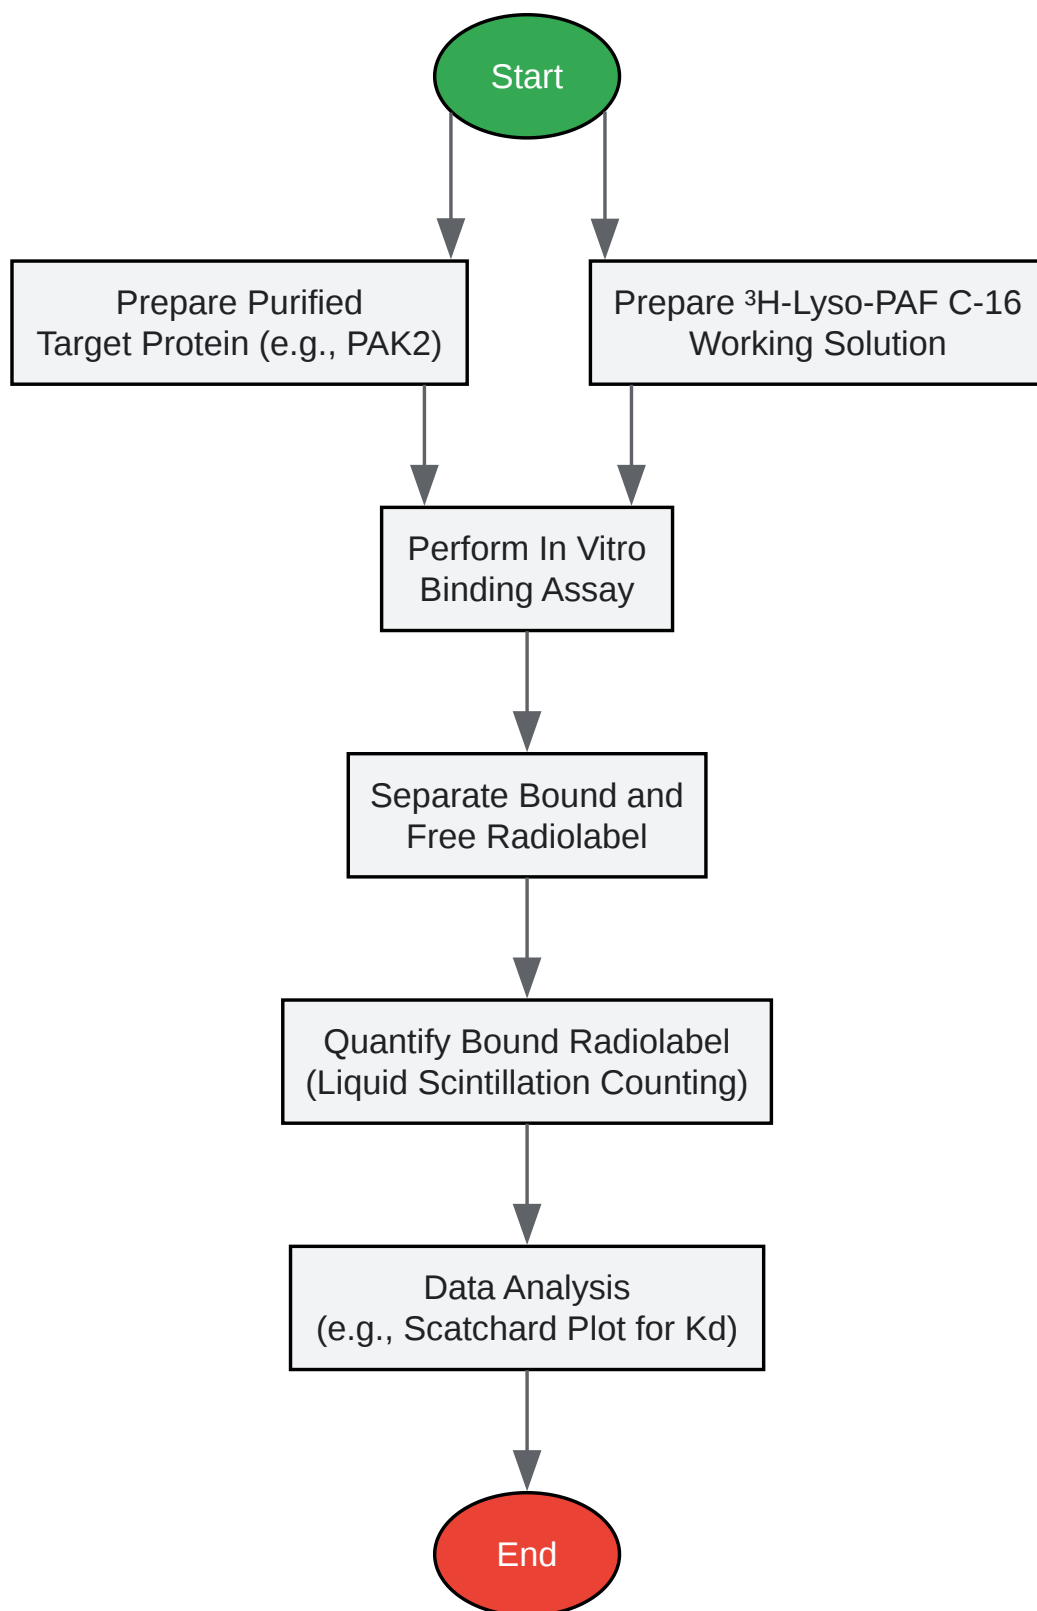 Start
Prepare Purified
Target Protein (e.g., PAK2)
Prepare ³H-Lyso-PAF C-16
Working Solution
Perform In Vitro
Binding Assay
Separate Bound and
Free Radiolabel
Quantify Bound Radiolabel
(Liquid Scintillation Counting)
Data Analysis
(e.g., Scatchard Plot for Kd)
End